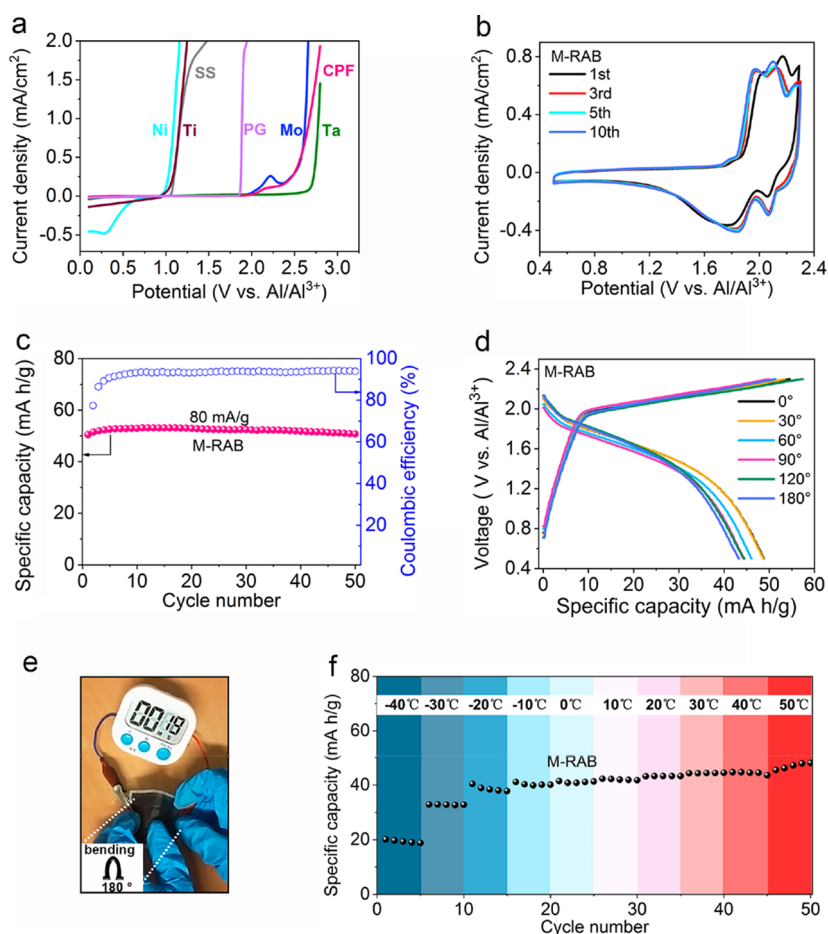 a
Current density (mA/cm²)
2.0
1.5
1.0
0.5
0.0
-0.5
Ni
Ti
SS
PG
Mo
CPF
Ta
0.0 0.5 1.0 1.5 2.0 2.5 3.0
Potential (V vs. Al/Al³⁺)
b
Current density (mA/cm²)
0.8
0.4
0.0
-0.4
M-RAB
1st
3rd
5th
10th
0.4 0.8 1.2 1.6 2.0 2.4
Potential (V vs. Al/Al³⁺)
c
Specific capacity (mA h/g)
80
60
40
20
0
80 mA/g
M-RAB
100
80
60
40
20
Coulombic efficiency (%)
0 10 20 30 40 50
Cycle number
d
Voltage ( V vs. Al/Al³⁺)
2.4
2.0
1.6
1.2
0.8
0.4
M-RAB
0°
30°
60°
90°
120°
180°
0 10 20 30 40 50 60
Specific capacity (mA h/g)
e
bending
180 °
f
Specific capacity (mA h/g)
80
60
40
20
0
-40℃ -30℃ -20℃ -10℃ 0℃ 10℃ 20℃ 30℃ 40℃ 50℃
M-RAB
0 10 20 30 40 50
Cycle number